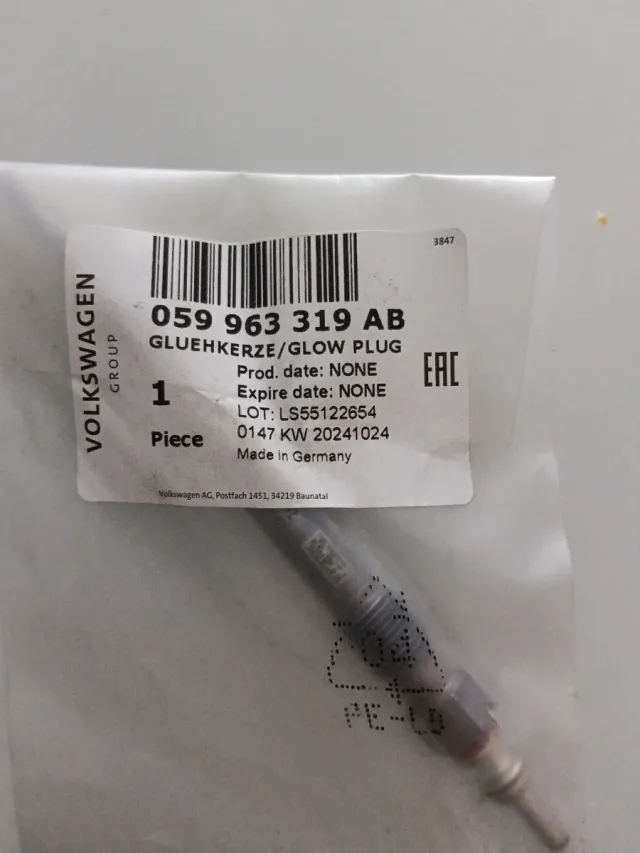 3847
VOLKSWAGEN
GROUP
059 963 319 AB
GLUEHKERZE/GLOW PLUG
Prod. date: NONE
1
Expire date: NONE
EAC
LOT: LS55122654
Piece
0147 KW 20241024
Made in Germany
Volkswagen AG, Postfach 1451, 34219 Baunatal
04
PE-LD